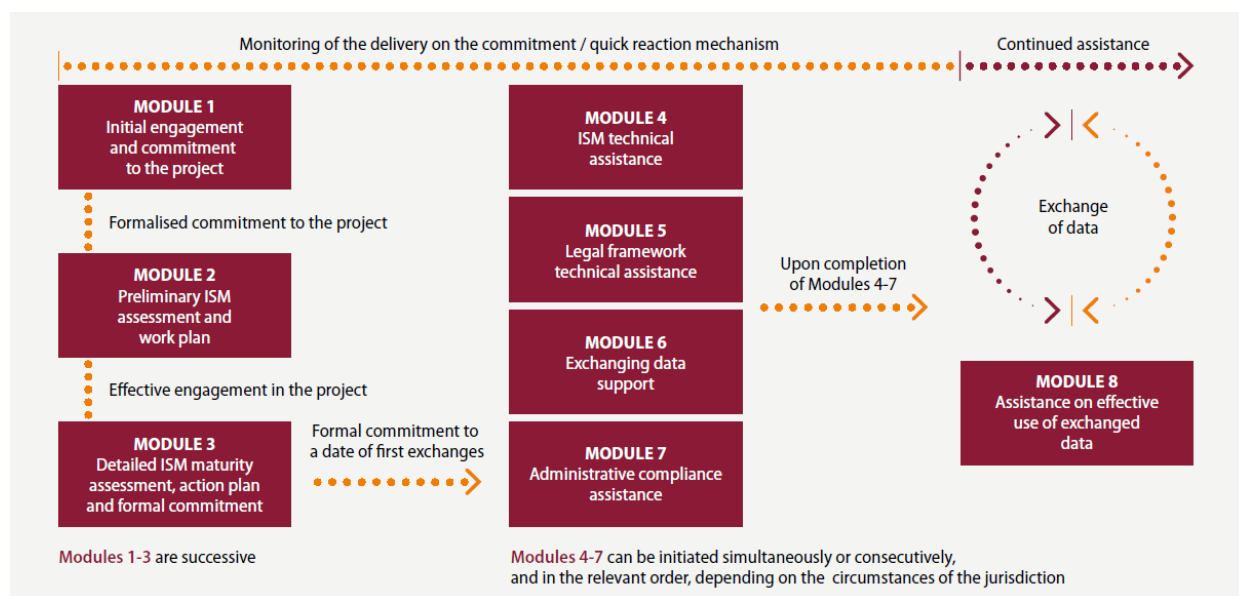 Monitoring of the delivery on the commitment / quick reaction mechanism
Continued assistance
MODULE 1
Initial engagement
and commitment
to the project
Formalised commitment to the project
MODULE 2
Preliminary ISM
assessment and
work plan
Effective engagement in the project
MODULE 3
Detailed ISM maturity
assessment, action plan
and formal commitment
Modules 1-3 are successive
Formal commitment to
a date of first exchanges
MODULE 4
ISM technical
assistance
MODULE 5
Legal framework
technical assistance
MODULE 6
Exchanging data
support
MODULE 7
Administrative compliance
assistance
Modules 4-7 can be initiated simultaneously or consecutively,
and in the relevant order, depending on the circumstances of the jurisdiction
Upon completion
of Modules 4-7
Exchange
of data
MODULE 8
Assistance on effective
use of exchanged
data